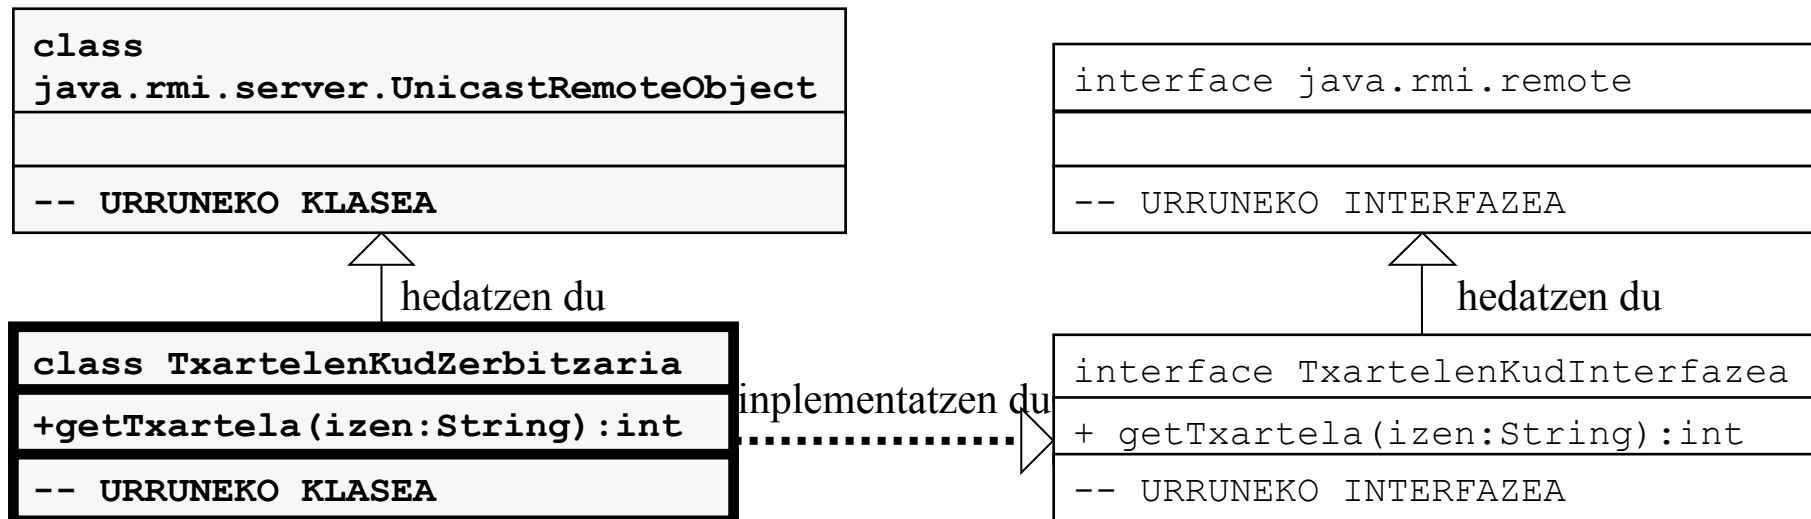 class
java.rmi.server.UnicastRemoteObject
-- URRUNEKO KLASEA
interface java.rmi.remote
-- URRUNEKO INTERFAZEA
hedatzen du
hedatzen du
class TxartelenKudZerbitzaria
+getTxartela(izen:String):int
-- URRUNEKO KLASEA
inplementatzen du
interface TxartelenKudInterfazea
+ getTxartela(izen:String):int
-- URRUNEKO INTERFAZEA